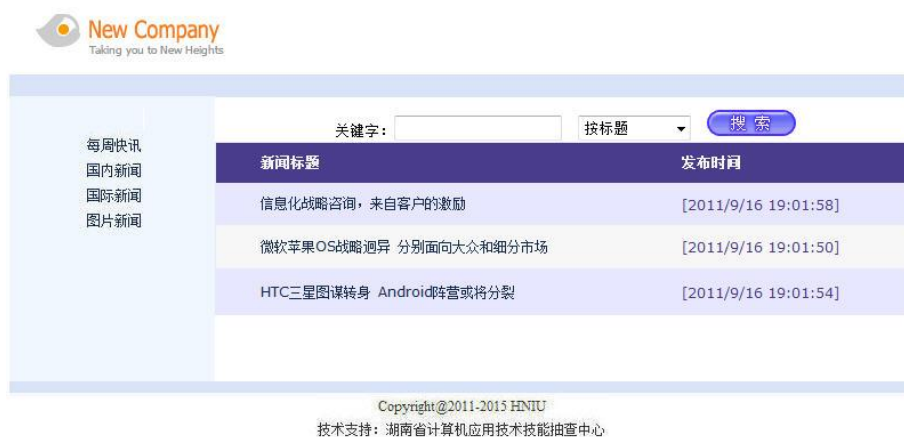 New Company
Taking you to New Heights
关键字： 按标题 搜 索
每周快讯
国内新闻
国际新闻
图片新闻
新闻标题 发布时间
信息化战略咨询，来自客户的激励 [2011/9/16 19:01:58]
微软苹果OS战略迥异 分别面向大众和细分市场 [2011/9/16 19:01:50]
HTC三星图谋转身 Android阵营或将分裂 [2011/9/16 19:01:54]
Copyright@2011-2015 HNIU
技术支持：湖南省计算机应用技术技能抽查中心